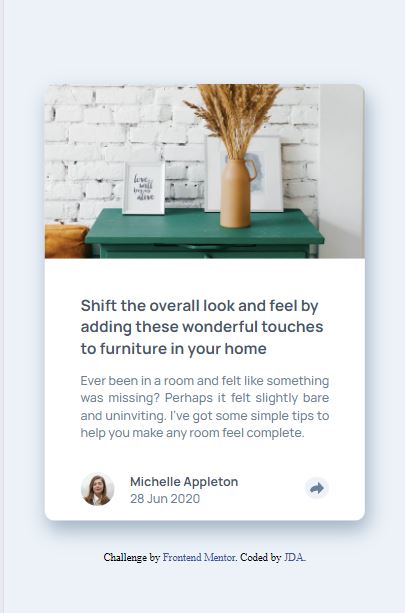 love
will
Shift the overall look and feel by
adding these wonderful touches
to furniture in your home
Ever been in a room and felt like something
was missing? Perhaps it felt slightly bare
and uninviting. I've got some simple tips to
help you make any room feel complete.
Michelle Appleton
28 Jun 2020
Challenge by Frontend Mentor. Coded by JDA.